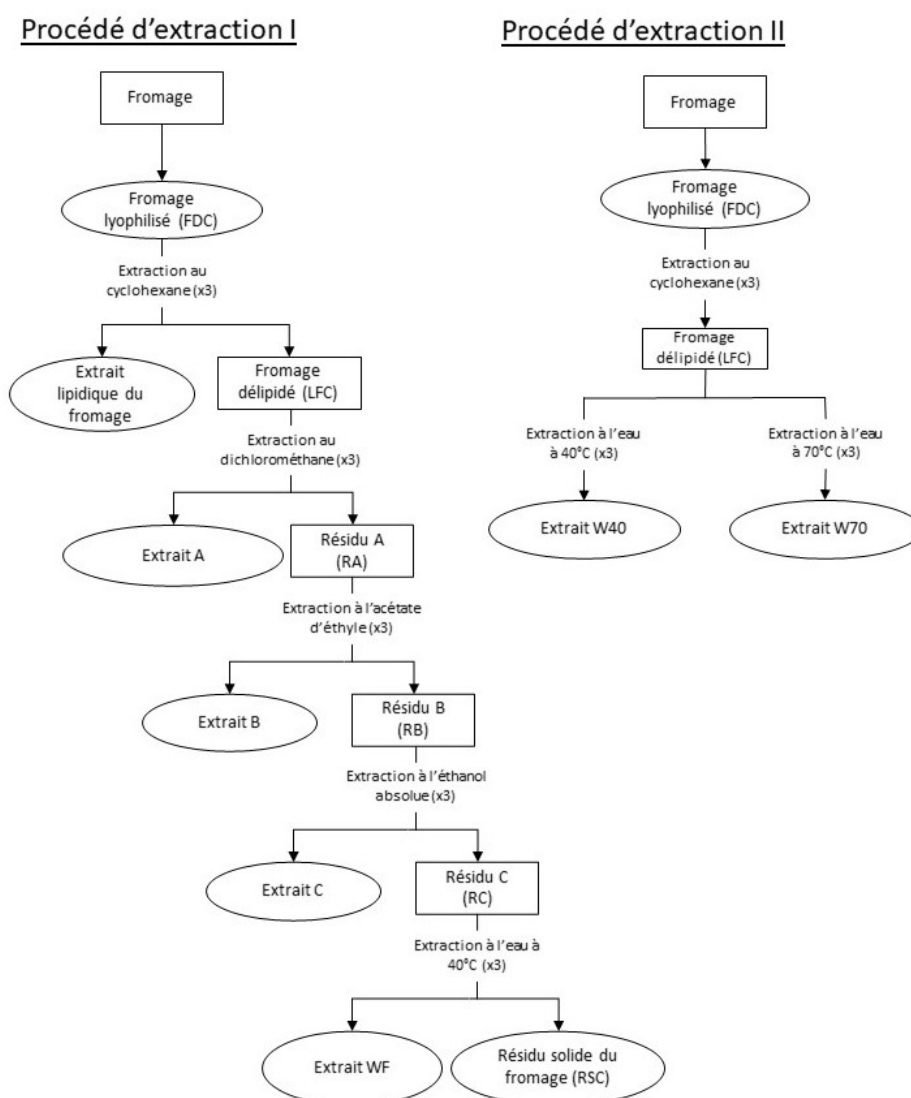 Procédé d'extraction I
Fromage
Fromage
lyophilisé (FDC)
Extraction au
cyclohexane (x3)
Extrait
lipidique du
fromage
Fromage
délipidé (LFC)
Extraction au
dichlorométhane (x3)
Extrait A
Résidu A
(RA)
Extraction à l'acétate
d'éthyle (x3)
Extrait B
Résidu B
(RB)
Extraction à l'éthanol
absolue (x3)
Extrait C
Résidu C
(RC)
Extraction à l'eau à
40°C (x3)
Extrait WF
Résidu solide du
fromage (RSC)
Procédé d'extraction II
Fromage
Fromage
lyophilisé (FDC)
Extraction au
cyclohexane (x3)
Fromage
délipidé (LFC)
Extraction à l'eau
à 40°C (x3)
Extraction à l'eau
à 70°C (x3)
Extrait W40
Extrait W70